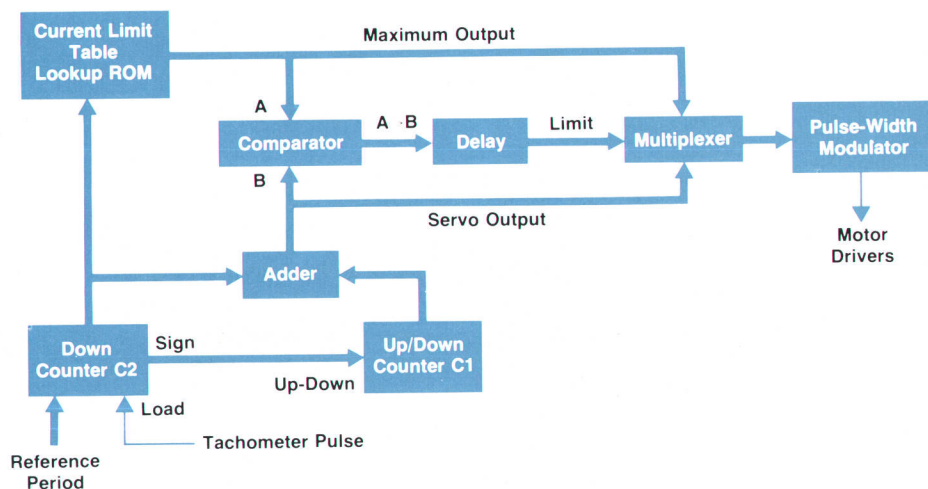 Current Limit
Table
Lookup ROM
Maximum Output
A
Comparator
A · B
Delay
Limit
Multiplexer
Pulse-Width
Modulator
B
Servo Output
Motor
Drivers
Adder
Down
Counter C2
Sign
Up/Down
Counter C1
Up-Down
Load
Tachometer Pulse
Reference
Period